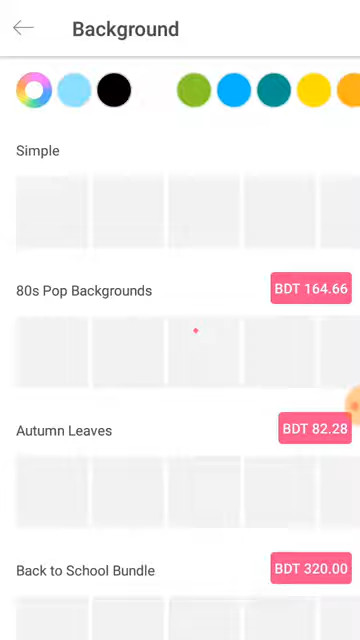 Background
Simple
80s Pop Backgrounds
BDT 164.66
Autumn Leaves
BDT 82.28
Back to School Bundle
BDT 320.00